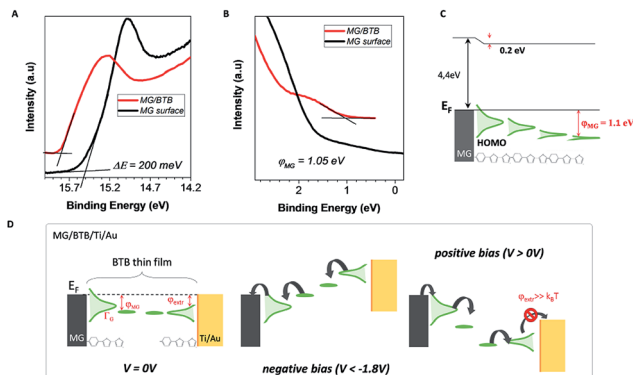 A
Intensity (a.u)
MG/BTB
MG surface
ΔE = 200 meV
15.7
15.2
14.7
14.2
Binding Energy (eV)
B
Intensity (a.u)
MG/BTB
MG surface
φMG = 1.05 eV
2
1
0
Binding Energy (eV)
C
0.2 eV
4,4eV
EF
φMG = 1.1 eV
MG
HOMO
D
MG/BTB/Ti/Au
BTB thin film
EF
φMG
φextr
ΓG
MG
Ti/Au
V = 0V
negative bias (V < -1.8V)
positive bias (V > 0V)
φextr>> kBT